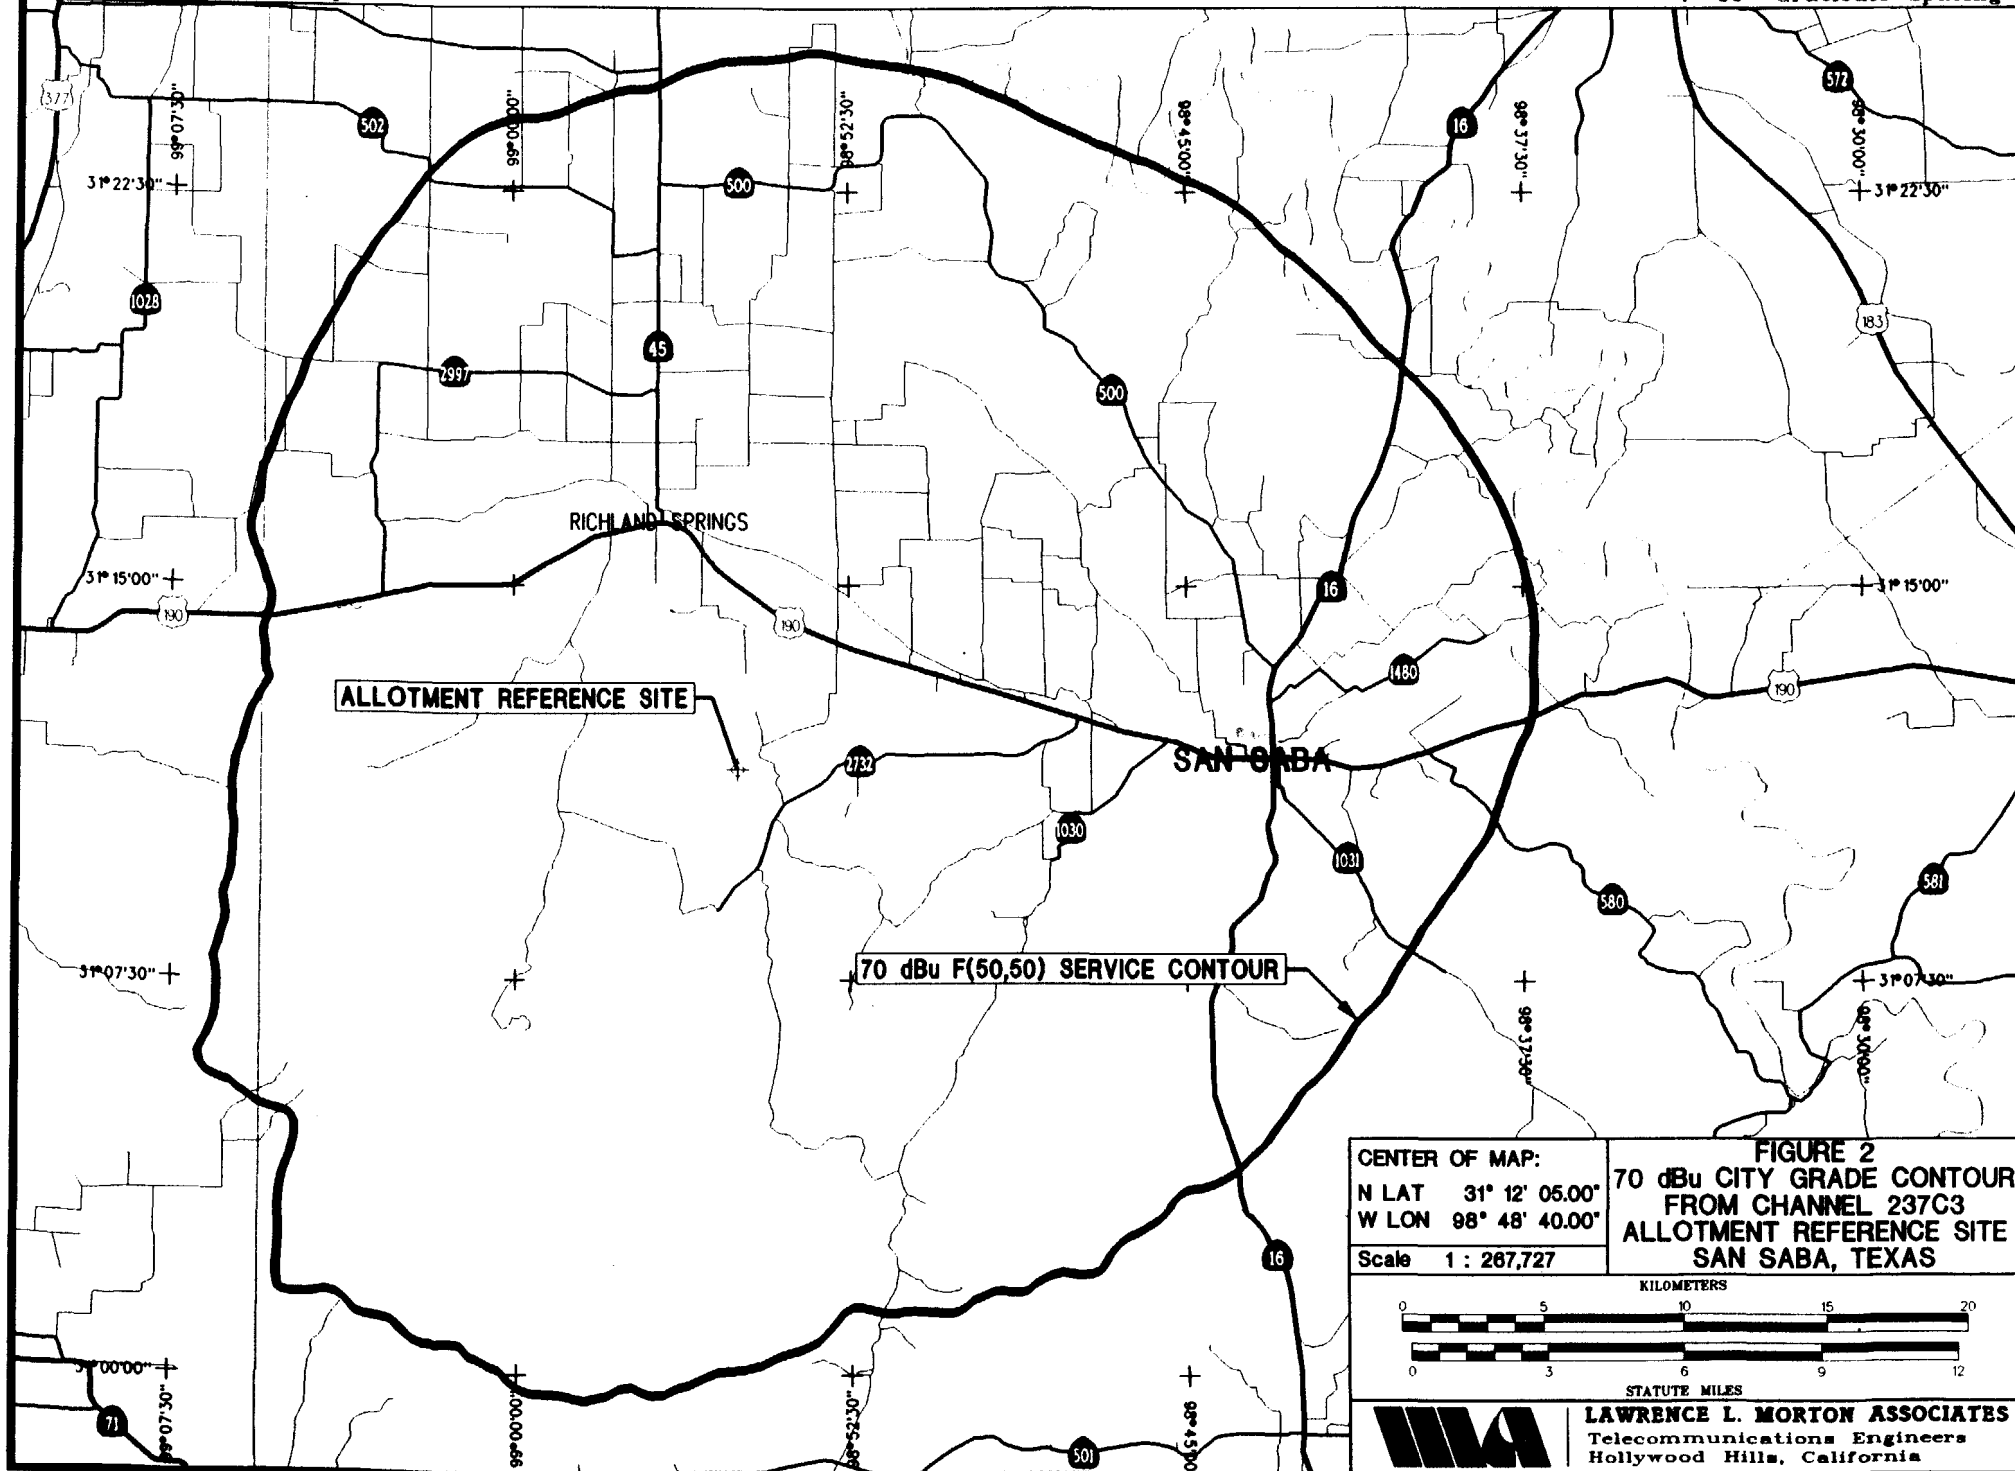 377
502
99°07'30"
99°00'00"
98°52'30"
98°45'00"
16
98°37'30"
572
98°30'00"
31°22'30"
500
31°22'30"
1028
45
2997
500
183
RICHLAND SPRINGS
31°15'00"
190
190
16
31°15'00"
1480
190
ALLOTMENT REFERENCE SITE
2732
SAN SABA
1030
1031
580
581
31°07'30"
70 dBu F(50,50) SERVICE CONTOUR
31°07'30"
98°37'30"
98°30'00"
16
CENTER OF MAP:
N LAT 31° 12' 05.00"
W LON 98° 48' 40.00"
Scale 1 : 267,727
FIGURE 2
70 dBu CITY GRADE CONTOUR
FROM CHANNEL 237C3
ALLOTMENT REFERENCE SITE
SAN SABA, TEXAS
KILOMETERS
0 5 10 15 20
0 3 6 9 12
STATUTE MILES
31°00'00"
99°07'30"
99°00'00"
98°52'30"
98°45'00
71
501
LAWRENCE L. MORTON ASSOCIATES
Telecommunications Engineers
Hollywood Hills, California